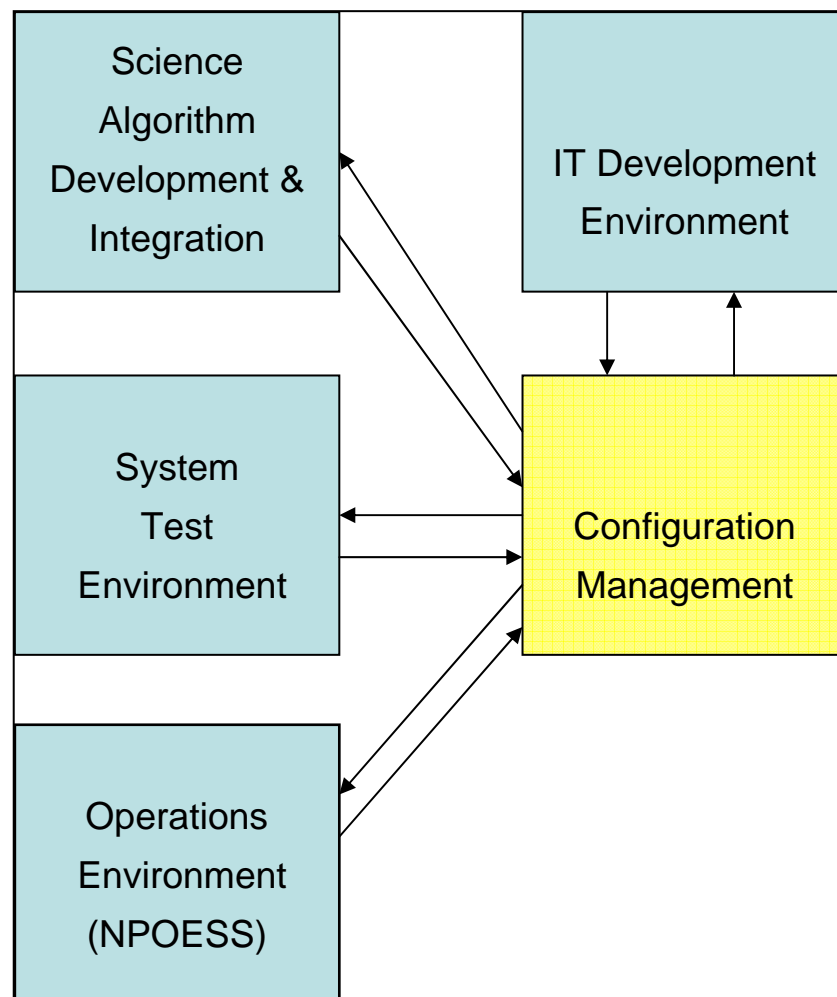 Science
Algorithm
Development &
Integration
IT Development
Environment
System
Test
Environment
Configuration
Management
Operations
Environment
(NPOESS)